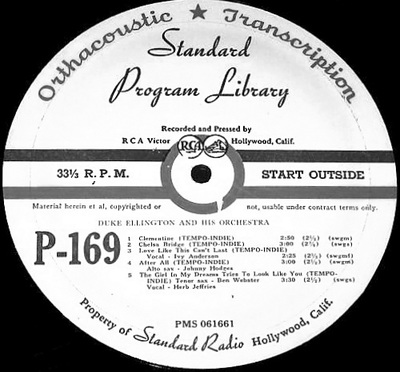 Orthacoustic ★ Transcription
Standard
Program Library
Recorded and Pressed by
RCA Victor RCA Hollywood, Calif.
33⅓ R.P.M. START OUTSIDE
Material herein et al, copyrighted or not, usable under contract terms only.
DUKE ELLINGTON AND HIS ORCHESTRA
P-169
1 Clementine (TEMPO-INDIE) 2:50 (2½) (swgm)
2 Chelsa Bridge (TEMPO-INDIE) 3:00 (2½) (swgs)
3 Love Like This Can't Last (TEMPO-INDIE)
Vocal - Ivy Anderson 2:25 (2½) (swgmf)
4 After All (TEMPO-INDIE) 3:00 (2½) (swgms)
Alto sax - Johnny Hodges
5 The Girl In My Dreams Tries To Look Like You (TEMPO-
INDIE) Tenor sax - Ben Webster 3:30 (2½) (swgs)
Vocal - Herb Jeffries
PMS 061661
Property of Standard Radio Hollywood, Calif.